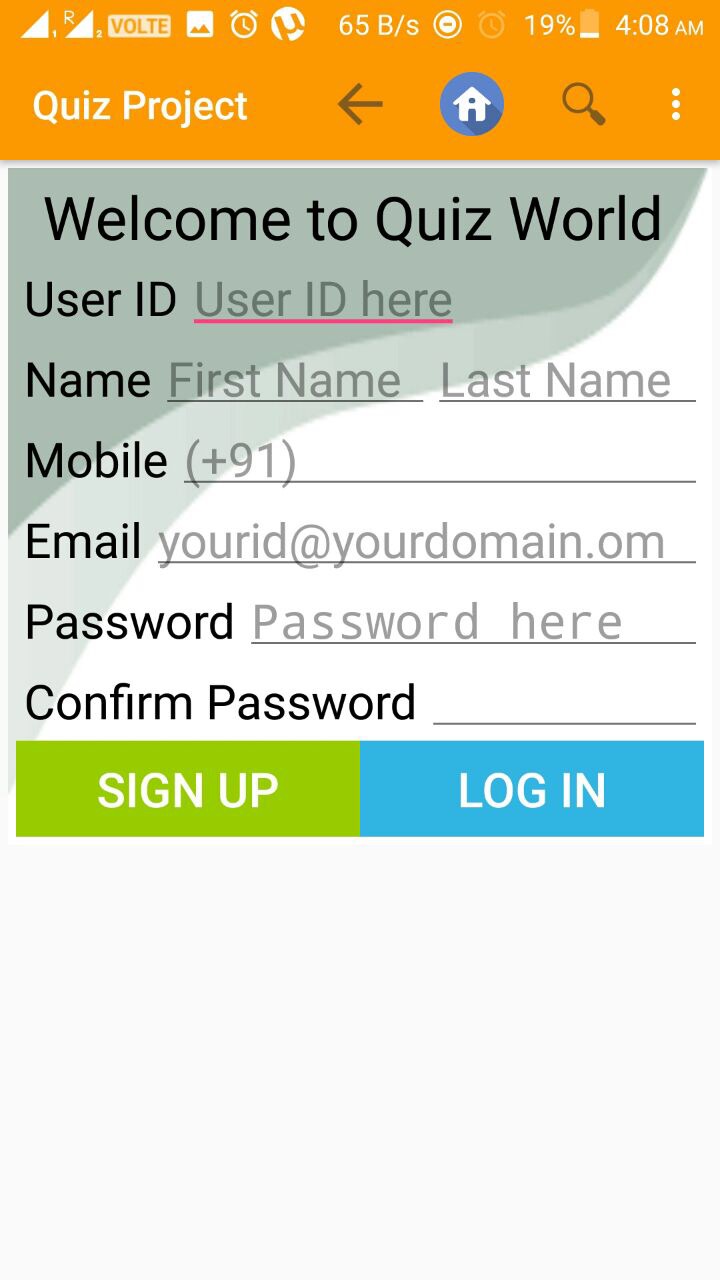 1 R 2 VOLTE 65 B/s 19% 4:08 AM
Quiz Project
Welcome to Quiz World
User ID User ID here
Name First Name Last Name
Mobile (+91)
Email yourid@yourdomain.om
Password Password here
Confirm Password
SIGN UP LOG IN